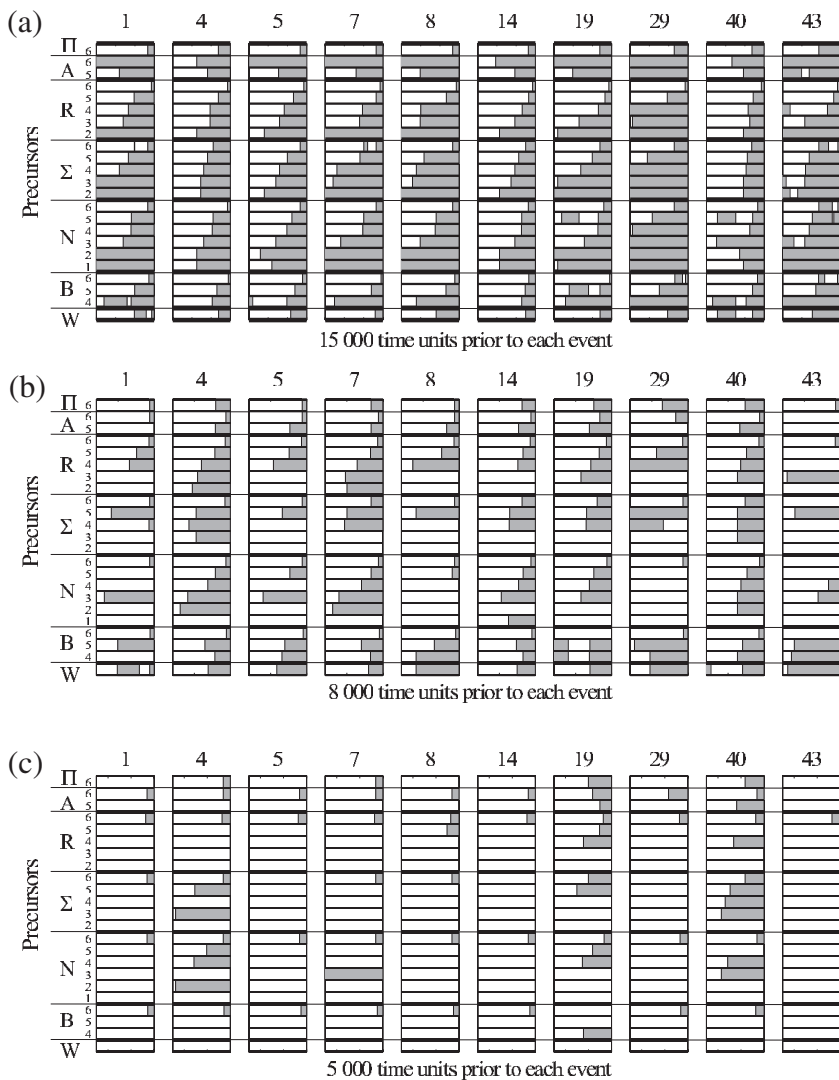 (a)
1 4 5 7 8 14 19 29 40 43
Precursors
Π 6
A 6
5
R 6
5
4
3
2
Σ 6
5
4
3
2
N 6
5
4
3
2
1
B 6
5
4
W
15 000 time units prior to each event
(b)
1 4 5 7 8 14 19 29 40 43
Precursors
Π 6
A 6
5
R 6
5
4
3
2
Σ 6
5
4
3
2
N 6
5
4
3
2
1
B 6
5
4
W
8 000 time units prior to each event
(c)
1 4 5 7 8 14 19 29 40 43
Precursors
Π 6
A 6
5
R 6
5
4
3
2
Σ 6
5
4
3
2
N 6
5
4
3
2
1
B 6
5
4
W
5 000 time units prior to each event